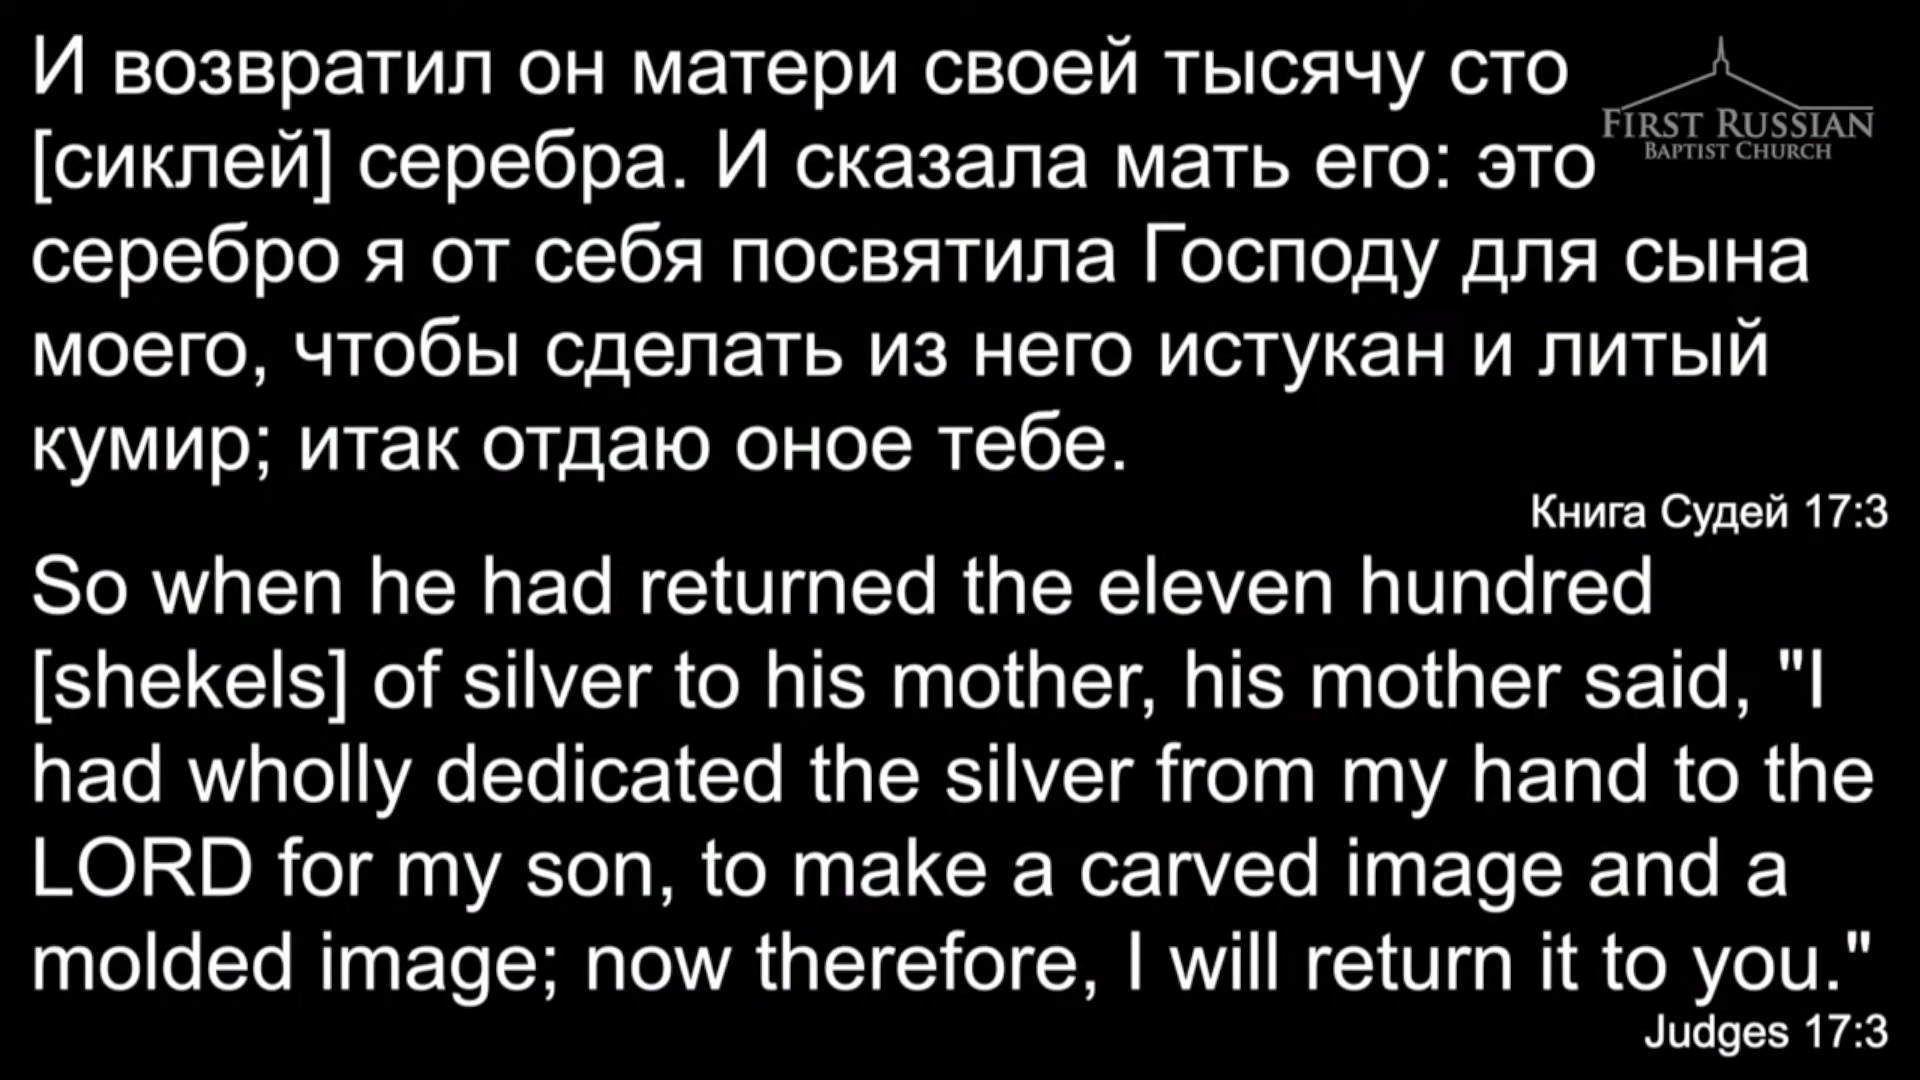 И возвратил он матери своей тысячу сто
[сиклей] серебра. И сказала мать его: это
серебро я от себя посвятила Господу для сына
моего, чтобы сделать из него истукан и литый
кумир; итак отдаю оное тебе.
Книга Судей 17:3
FIRST RUSSIAN
BAPTIST CHURCH
So when he had returned the eleven hundred
[shekels] of silver to his mother, his mother said, "I
had wholly dedicated the silver from my hand to the
LORD for my son, to make a carved image and a
molded image; now therefore, I will return it to you."
Judges 17:3